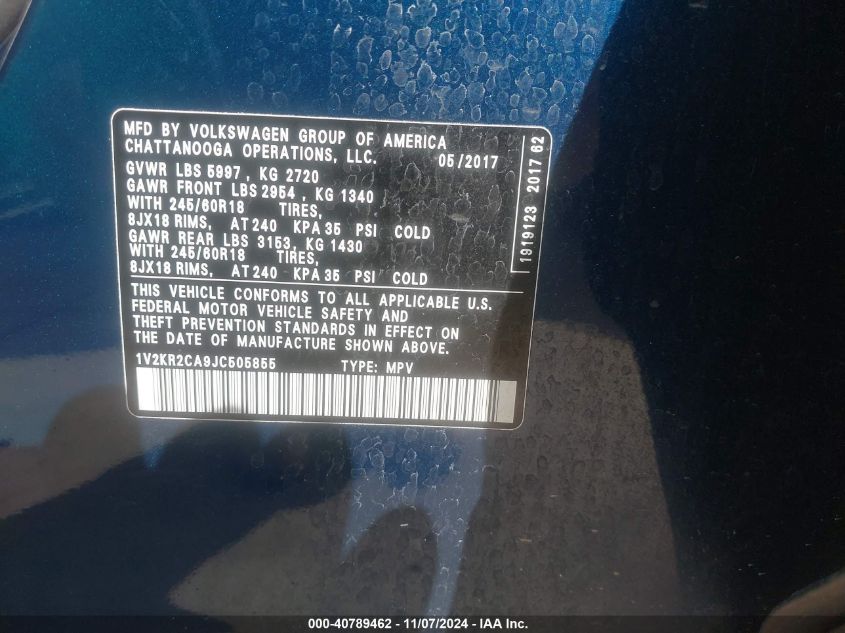 MFD BY VOLKSWAGEN GROUP OF AMERICA
CHATTANOOGA OPERATIONS, LLC. 05/2017
GVWR LBS 5997, KG 2720
GAWR FRONT LBS 2954, KG 1340
WITH 245/60R18 TIRES,
8JX18 RIMS, AT 240 KPA 35 PSI COLD
GAWR REAR LBS 3153, KG 1430
WITH 245/60R18 TIRES,
8JX18 RIMS, AT 240 KPA 35 PSI COLD
THIS VEHICLE CONFORMS TO ALL APPLICABLE U.S.
FEDERAL MOTOR VEHICLE SAFETY AND
THEFT PREVENTION STANDARDS IN EFFECT ON
THE DATE OF MANUFACTURE SHOWN ABOVE.
1V2KR2CA9JC505855 TYPE: MPV
1919123 2017 62
000-40789462 - 11/07/2024 - IAA Inc.